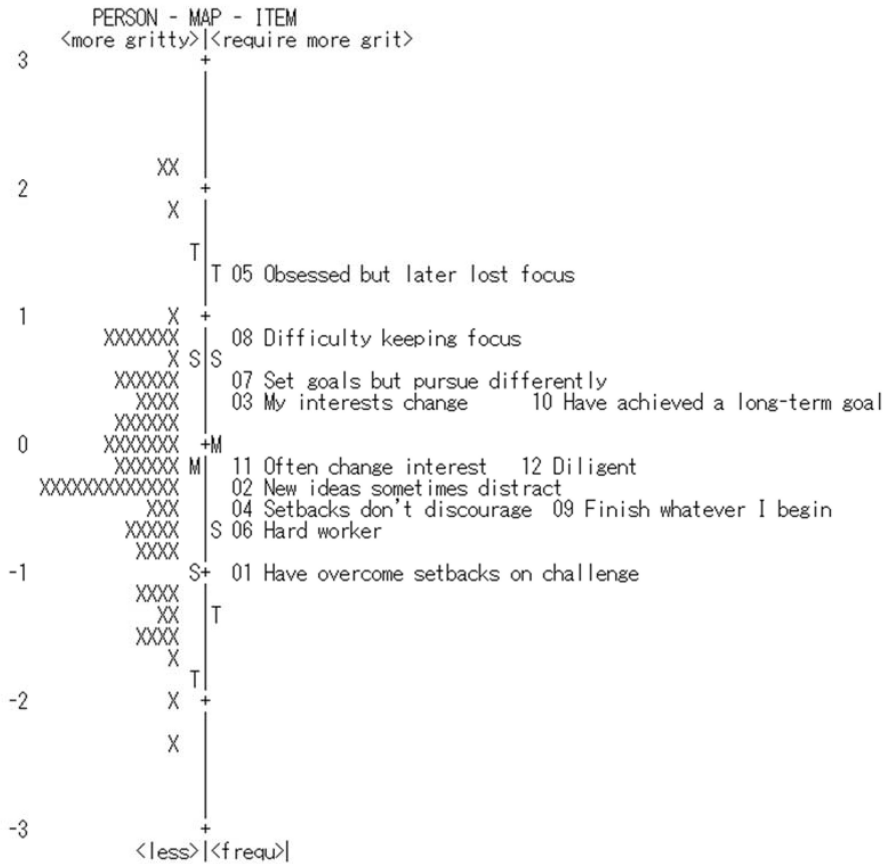 PERSON - MAP - ITEM
<more gritty>|<require more grit>
3 +
|
|
|
|
XX |
2 +
X |
|
T|
|T 05 Obsessed but later lost focus
|
1 X +
XXXXXXX | 08 Difficulty keeping focus
X S|S
XXXXXX | 07 Set goals but pursue differently
XXXX | 03 My interests change 10 Have achieved a long-term goal
XXXXXX |
0 XXXXXXX +M
XXXXXX M| 11 Often change interest 12 Diligent
XXXXXXXXXXXXX | 02 New ideas sometimes distract
XXX | 04 Setbacks don't discourage 09 Finish whatever I begin
XXXXX |S 06 Hard worker
XXXX |
-1 S+ 01 Have overcome setbacks on challenge
XXXX |
XX |T
XXXX |
X |
T|
-2 X +
|
X |
|
|
|
-3 +
<less>|<frequ>|